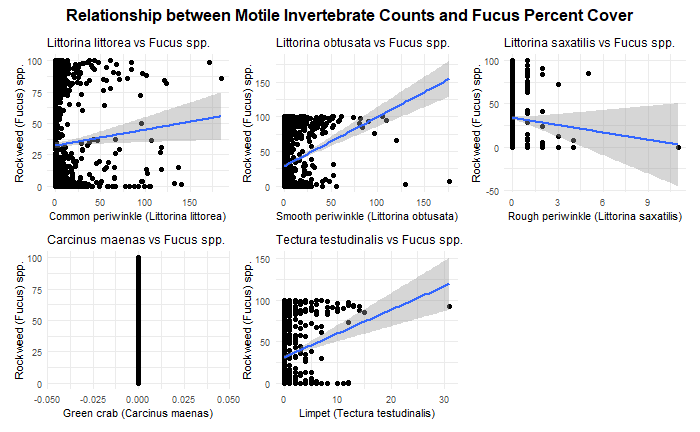 Relationship between Motile Invertebrate Counts and Fucus Percent Cover
Littorina littorea vs Fucus spp.
Rockweed (Fucus) spp.
100
75
50
25
0
0 50 100 150
Common periwinkle (Littorina littorea)
Littorina obtusata vs Fucus spp.
Rockweed (Fucus) spp.
150
100
50
0
0 50 100 150
Smooth periwinkle (Littorina obtusata)
Littorina saxatilis vs Fucus spp.
Rockweed (Fucus) spp.
100
50
0
-50
0 3 6 9
Rough periwinkle (Littorina saxatilis)
Carcinus maenas vs Fucus spp.
Rockweed (Fucus) spp.
100
75
50
25
0
-0.050 -0.025 0.000 0.025 0.050
Green crab (Carcinus maenas)
Tectura testudinalis vs Fucus spp.
Rockweed (Fucus) spp.
150
100
50
0
0 10 20 30
Limpet (Tectura testudinalis)